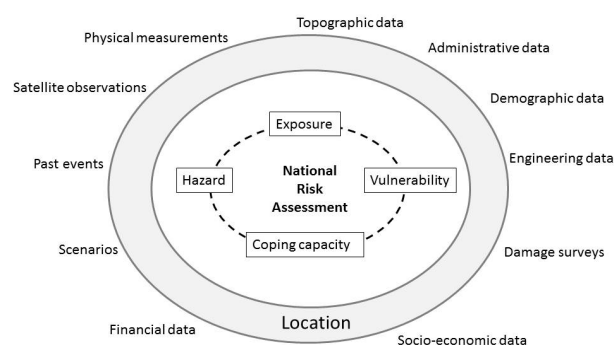 Topographic data
Physical measurements
Administrative data
Satellite observations
Demographic data
Exposure
Past events
Engineering data
Hazard
National
Risk
Assessment
Vulnerability
Coping capacity
Scenarios
Damage surveys
Financial data
Location
Socio-economic data